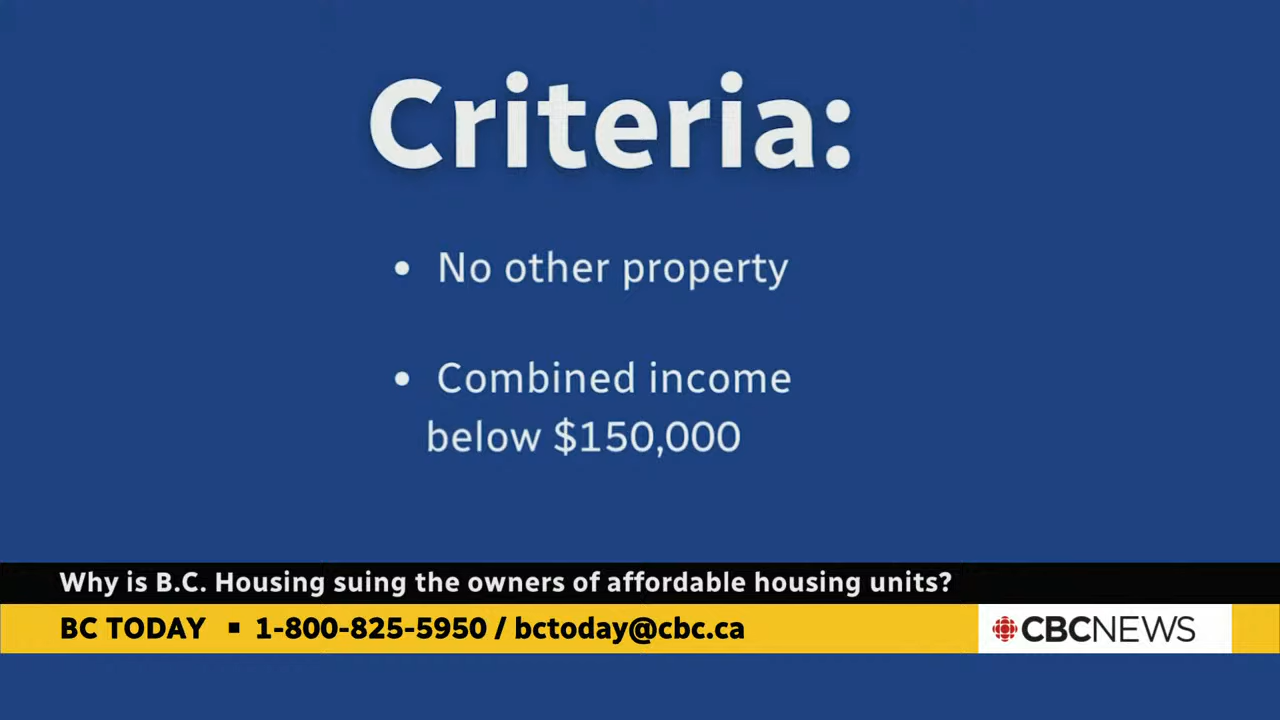 Criteria:
• No other property
• Combined income
below $150,000
Why is B.C. Housing suing the owners of affordable housing units?
BC TODAY ▪ 1-800-825-5950 / bctoday@cbc.ca
CBCNEWS